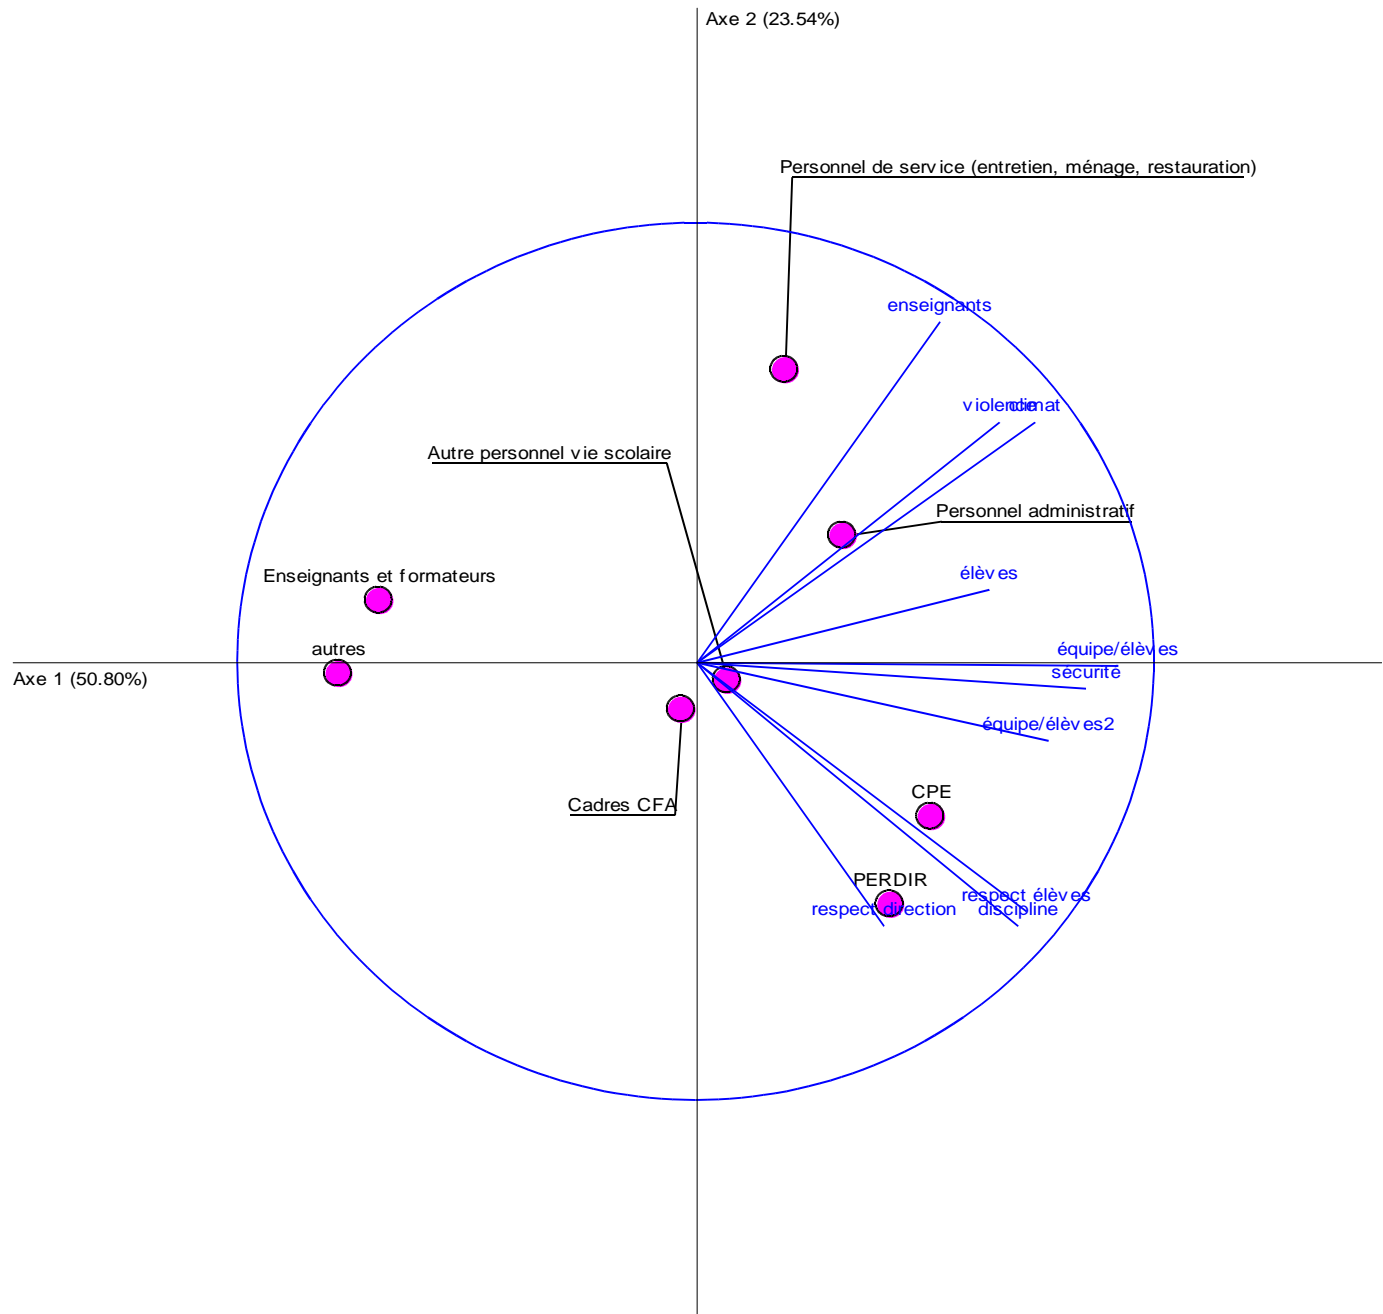 Axe 2 (23.54%)
Personnel de service (entretien, ménage, restauration)
enseignants
violence
climat
Autre personnel vie scolaire
Personnel administratif
élèves
Enseignants et formateurs
autres
équipe/élèves
Axe 1 (50.80%)
sécurité
équipe/élèves2
CPE
Cadres CFA
PERDIR
respect élèves
respect direction
discipline